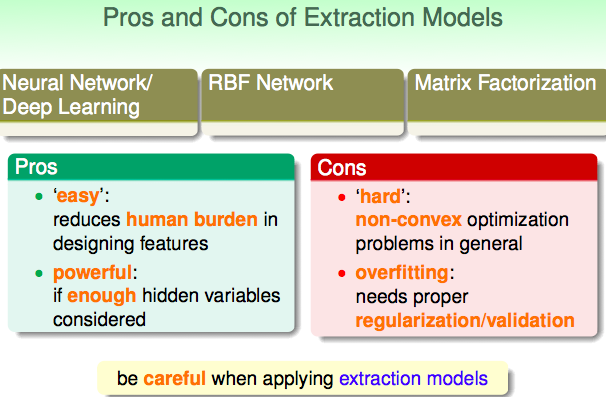 Pros and Cons of Extraction Models
Neural Network/
Deep Learning
RBF Network
Matrix Factorization
Pros
• ‘easy’:
reduces human burden in
designing features
• powerful:
if enough hidden variables
considered
Cons
• ‘hard’:
non-convex optimization
problems in general
• overfitting:
needs proper
regularization/validation
be careful when applying extraction models